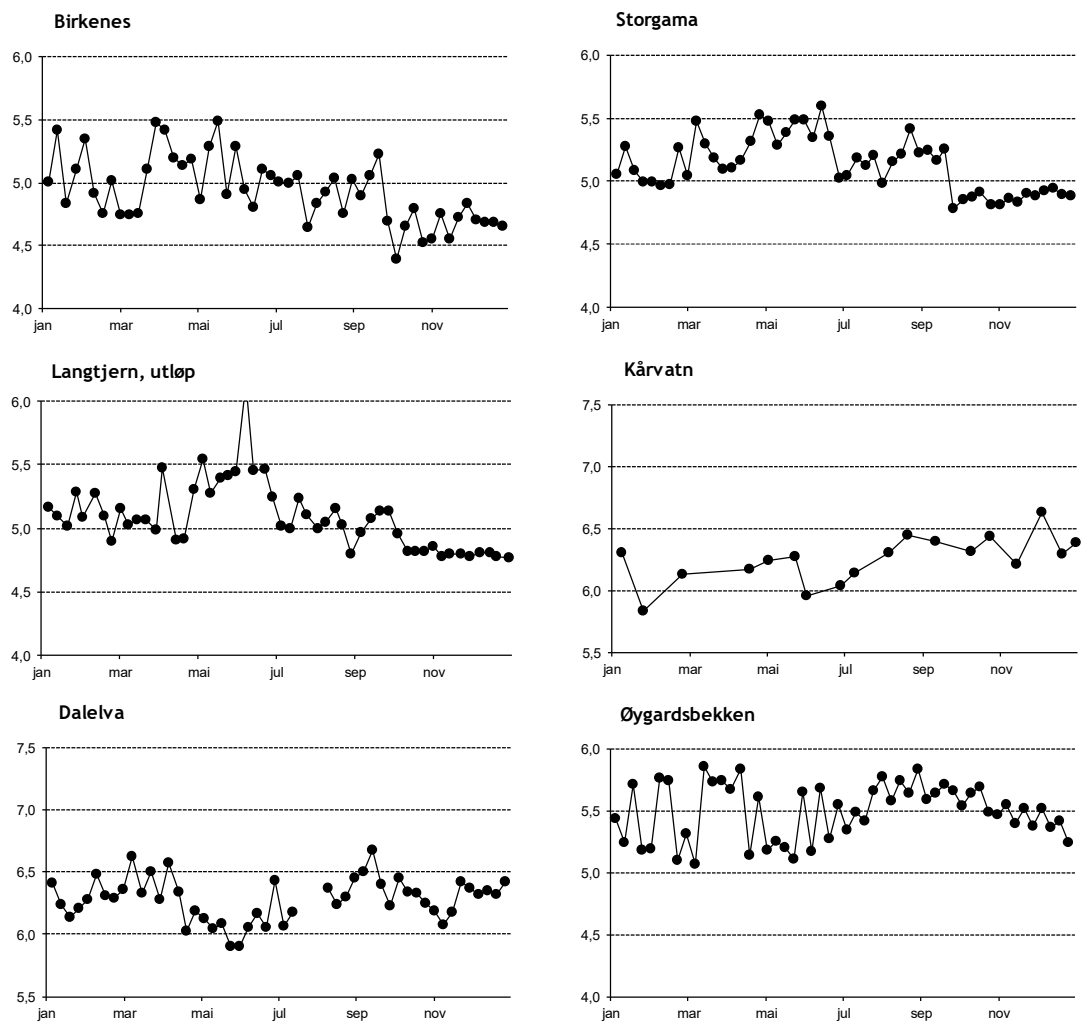 Birkenes
6,0
5,5
5,0
4,5
4,0
jan mar mai jul sep nov
Storgama
6,0
5,5
5,0
4,5
4,0
jan mar mai jul sep nov
Langtjern, utløp
6,0
5,5
5,0
4,5
4,0
jan mar mai jul sep nov
Kårvatn
7,5
7,0
6,5
6,0
5,5
jan mar mai jul sep nov
Dalelva
7,5
7,0
6,5
6,0
5,5
jan mar mai jul sep nov
Øygardsbekken
6,0
5,5
5,0
4,5
4,0
jan mar mai jul sep nov